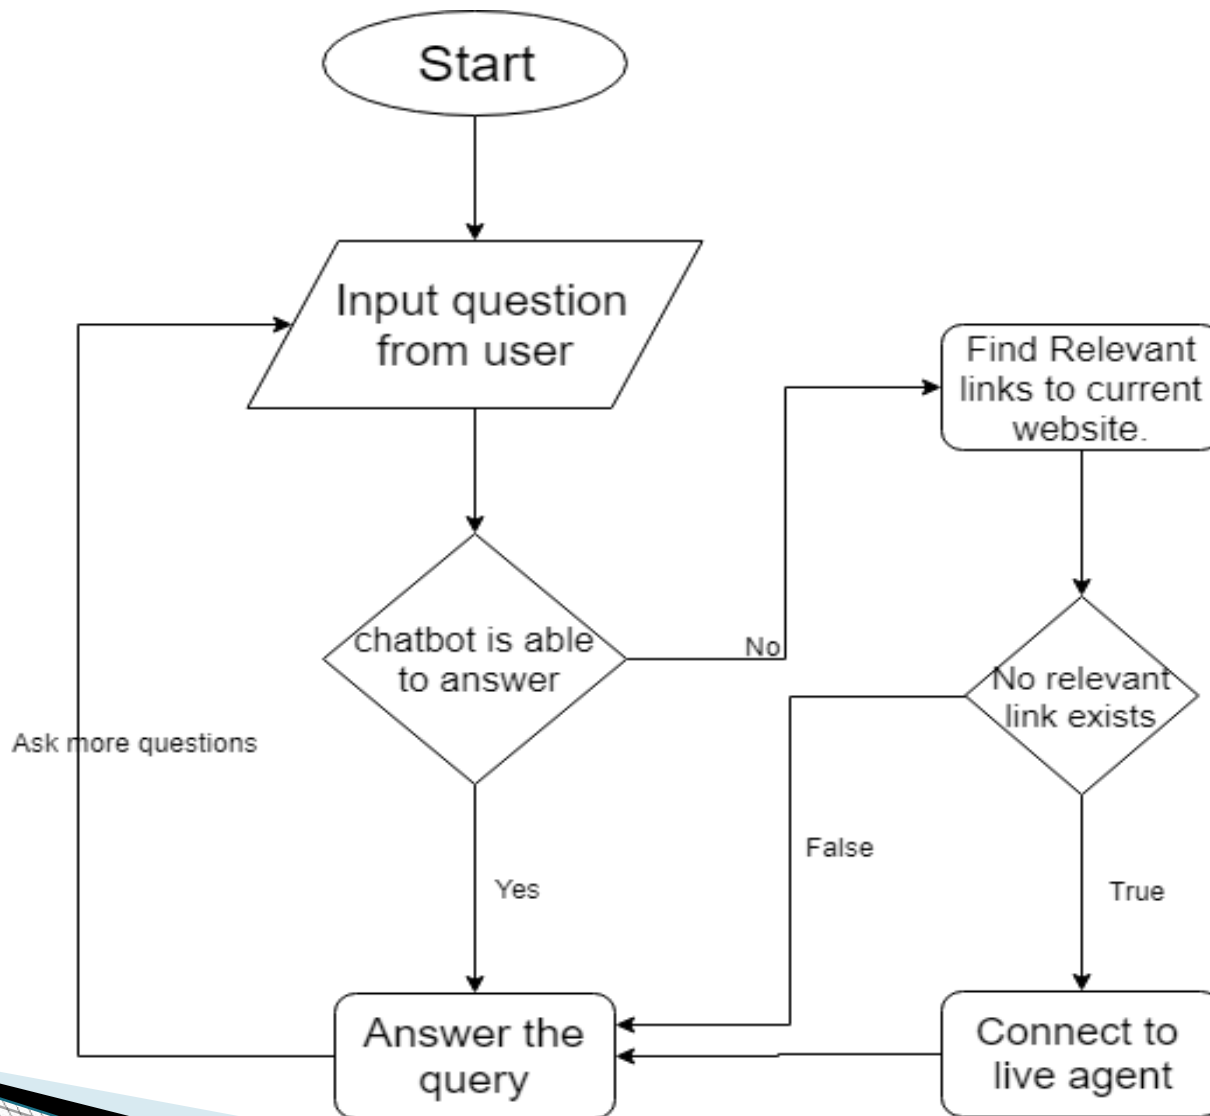 Start
Input question
from user
Find Relevant
links to current
website.
chatbot is able
to answer
No
No relevant
link exists
Ask more questions
False
Yes
True
Answer the
query
Connect to
live agent